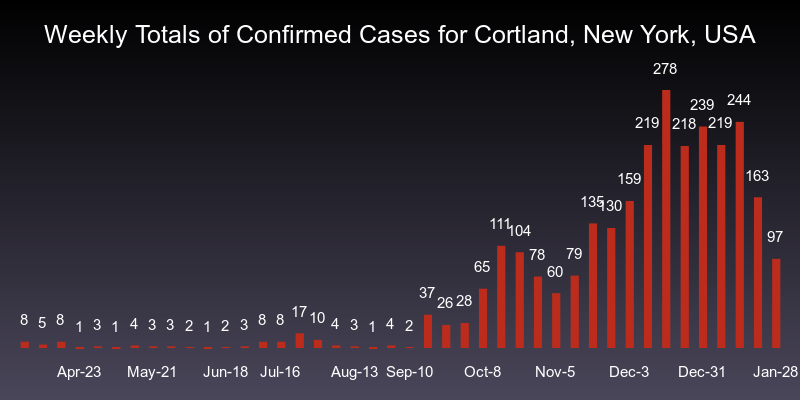 Weekly Totals of Confirmed Cases for Cortland, New York, USA
8 5 8 1 3 1 4 3 3 2 1 2 3 8 8 17 10 4 3 1 4 2 37 26 28 65 111 104 78 60 79 135 130 159 219 278 218 239 219 244 163 97
Apr-23 May-21 Jun-18 Jul-16 Aug-13 Sep-10 Oct-8 Nov-5 Dec-3 Dec-31 Jan-28